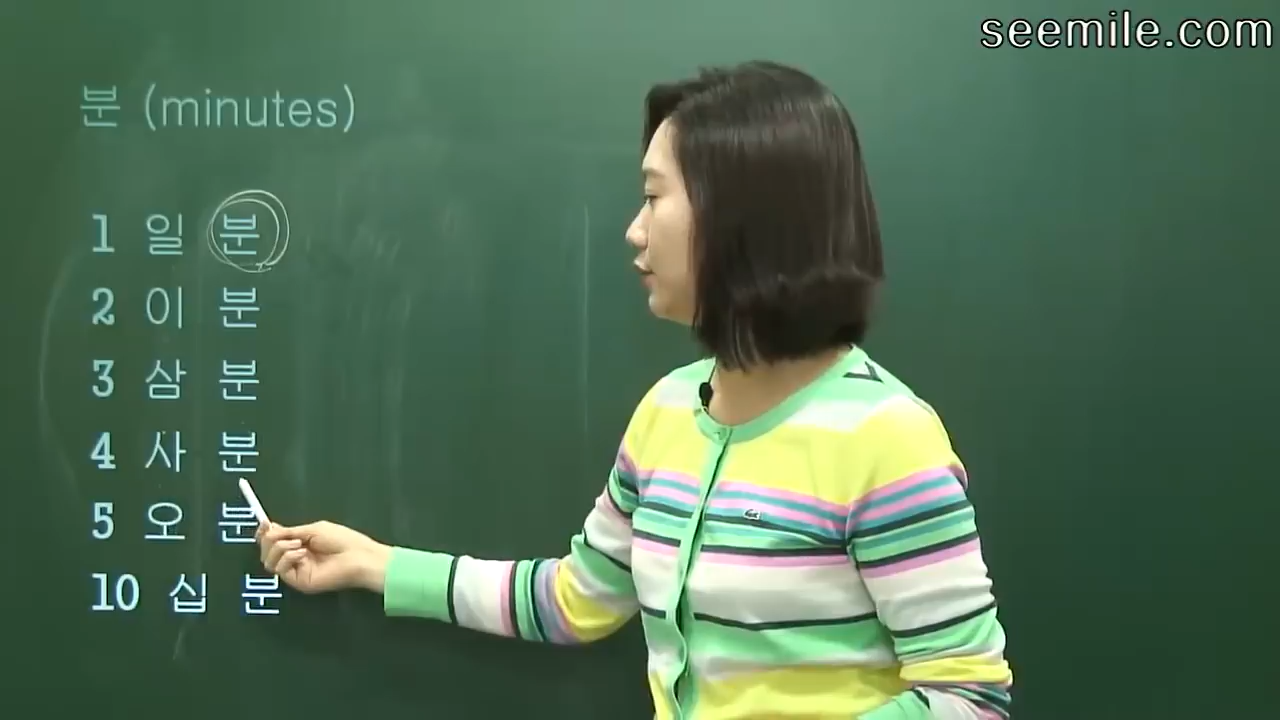 seemile.com
분 (minutes)
1 일 분
2 이 분
3 삼 분
4 사 분
5 오 분
10 십 분